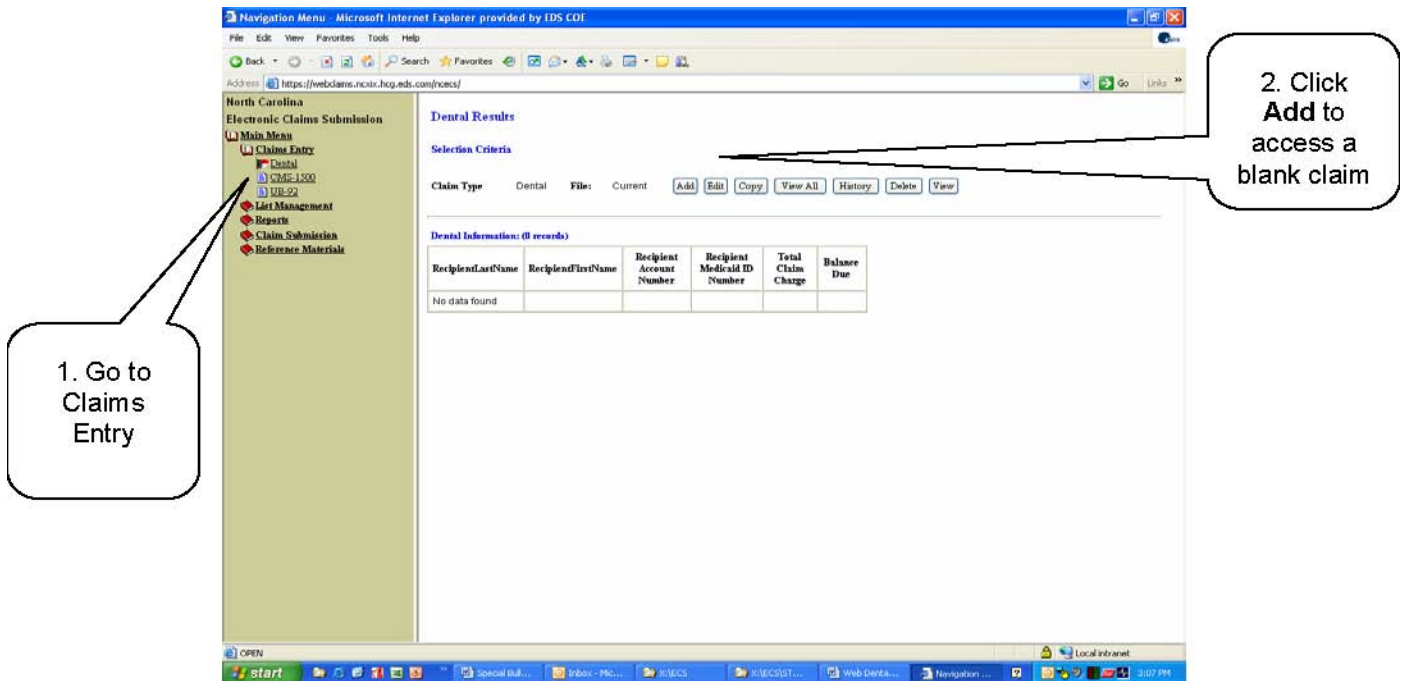 Navigation Menu - Microsoft Internet Explorer provided by EDS COE
File Edit View Favorites Tools Help
Back Search Favorites
Address https://webclaims.ncxix.hcg.eds.com/ncecs/ Go Links
North Carolina
Electronic Claims Submission
Main Menu
Claims Entry
Dental
CMS-1500
UB-92
List Management
Reports
Claim Submission
Reference Materials
Dental Results
Selection Criteria
Claim Type Dental File: Current Add Edit Copy View All History Delete View
Dental Information: (0 records)
RecipientLastName RecipientFirstName Recipient Account Number Recipient Medicaid ID Number Total Claim Charge Balance Due
No data found
1. Go to
Claims
Entry
2. Click
Add to
access a
blank claim
OPEN Local intranet
start Special Bull... Inbox - Mic... X:\ECS X:\ECS\ST... Web Denta... Navigation ... 3:07 PM